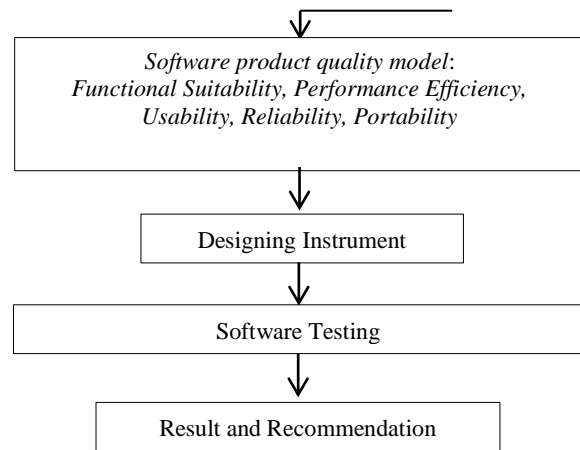 Software product quality model:
Functional Suitability, Performance Efficiency,
Usability, Reliability, Portability
Designing Instrument
Software Testing
Result and Recommendation